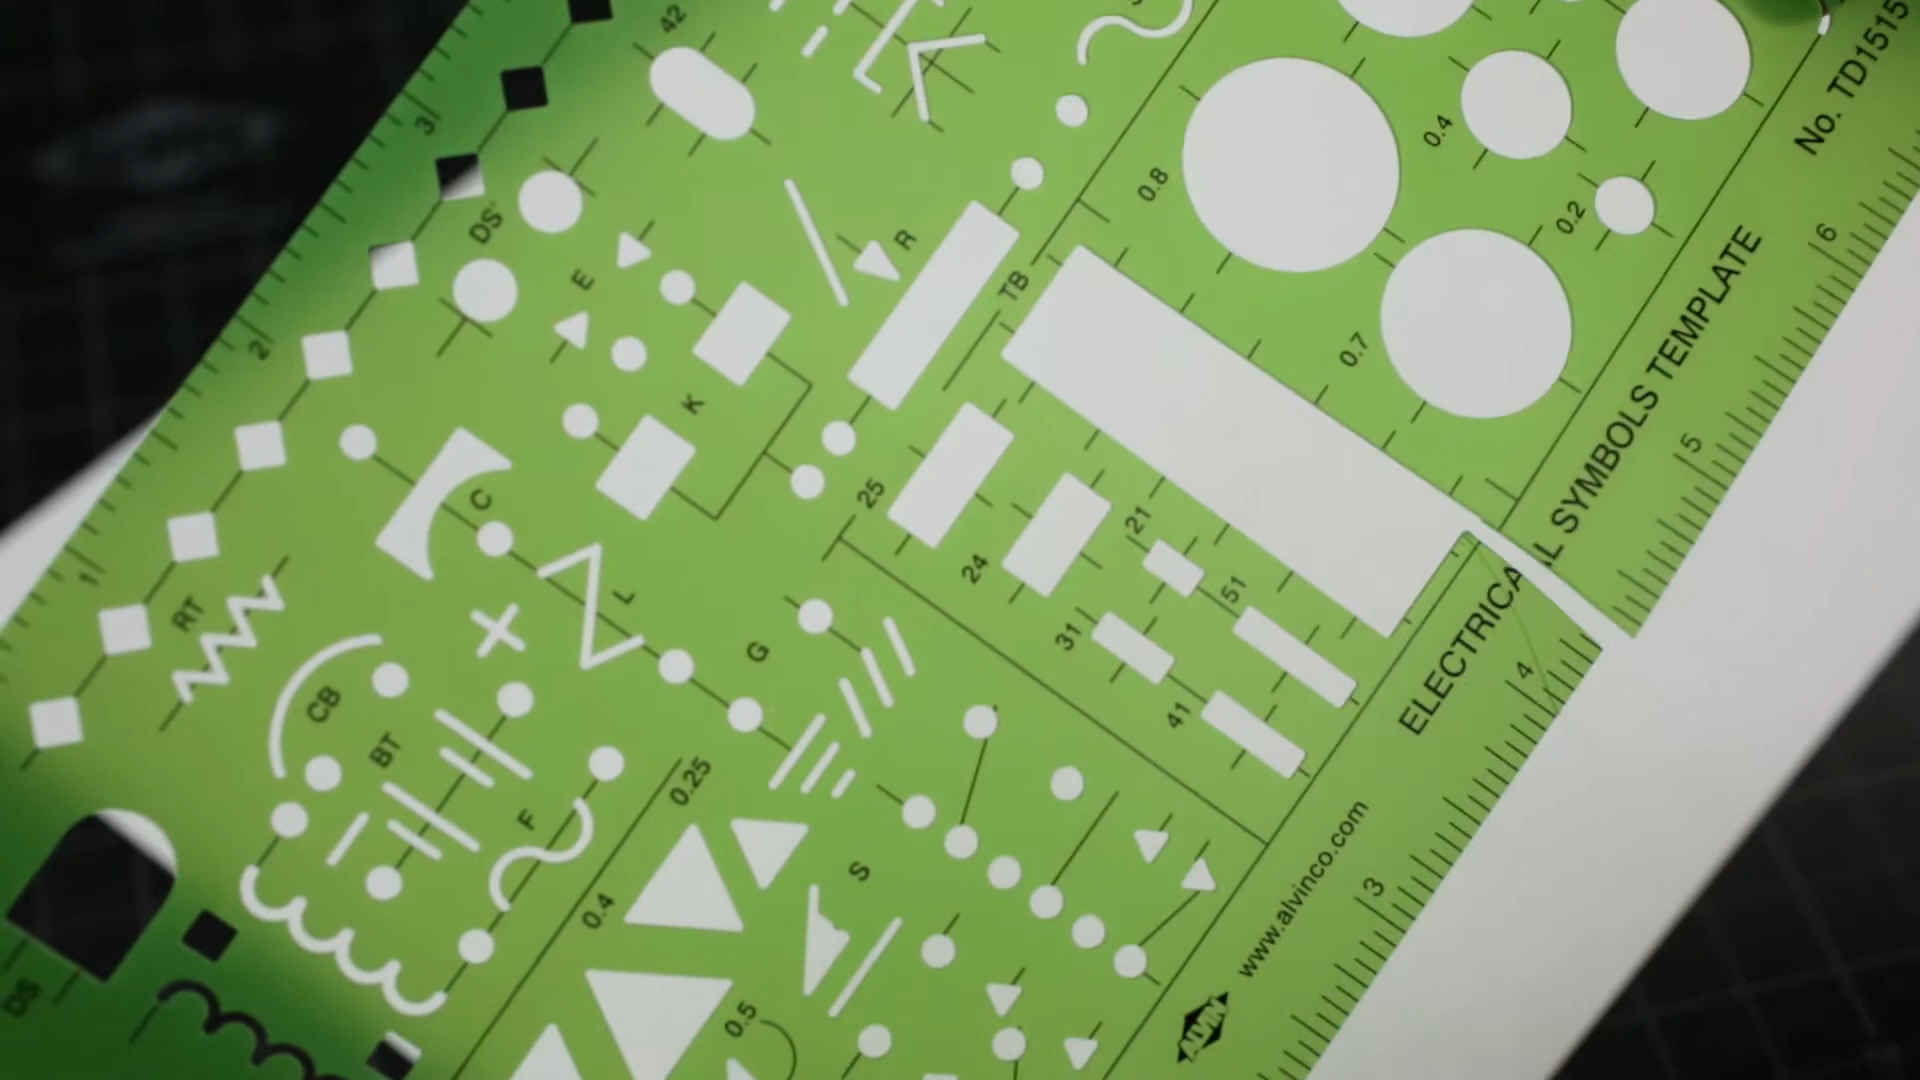 ELECTRICAL SYMBOLS TEMPLATE
No. TD1515
www.alvinco.com
ALVIN
42
3
DS
2
E
R
TB
0.8
0.4
0.2
6
K
0.7
5
C
25
24
21
51
31
41
4
1
RT
L
G
CB
BT
F
0.25
S
0.4
3
DS
0.5